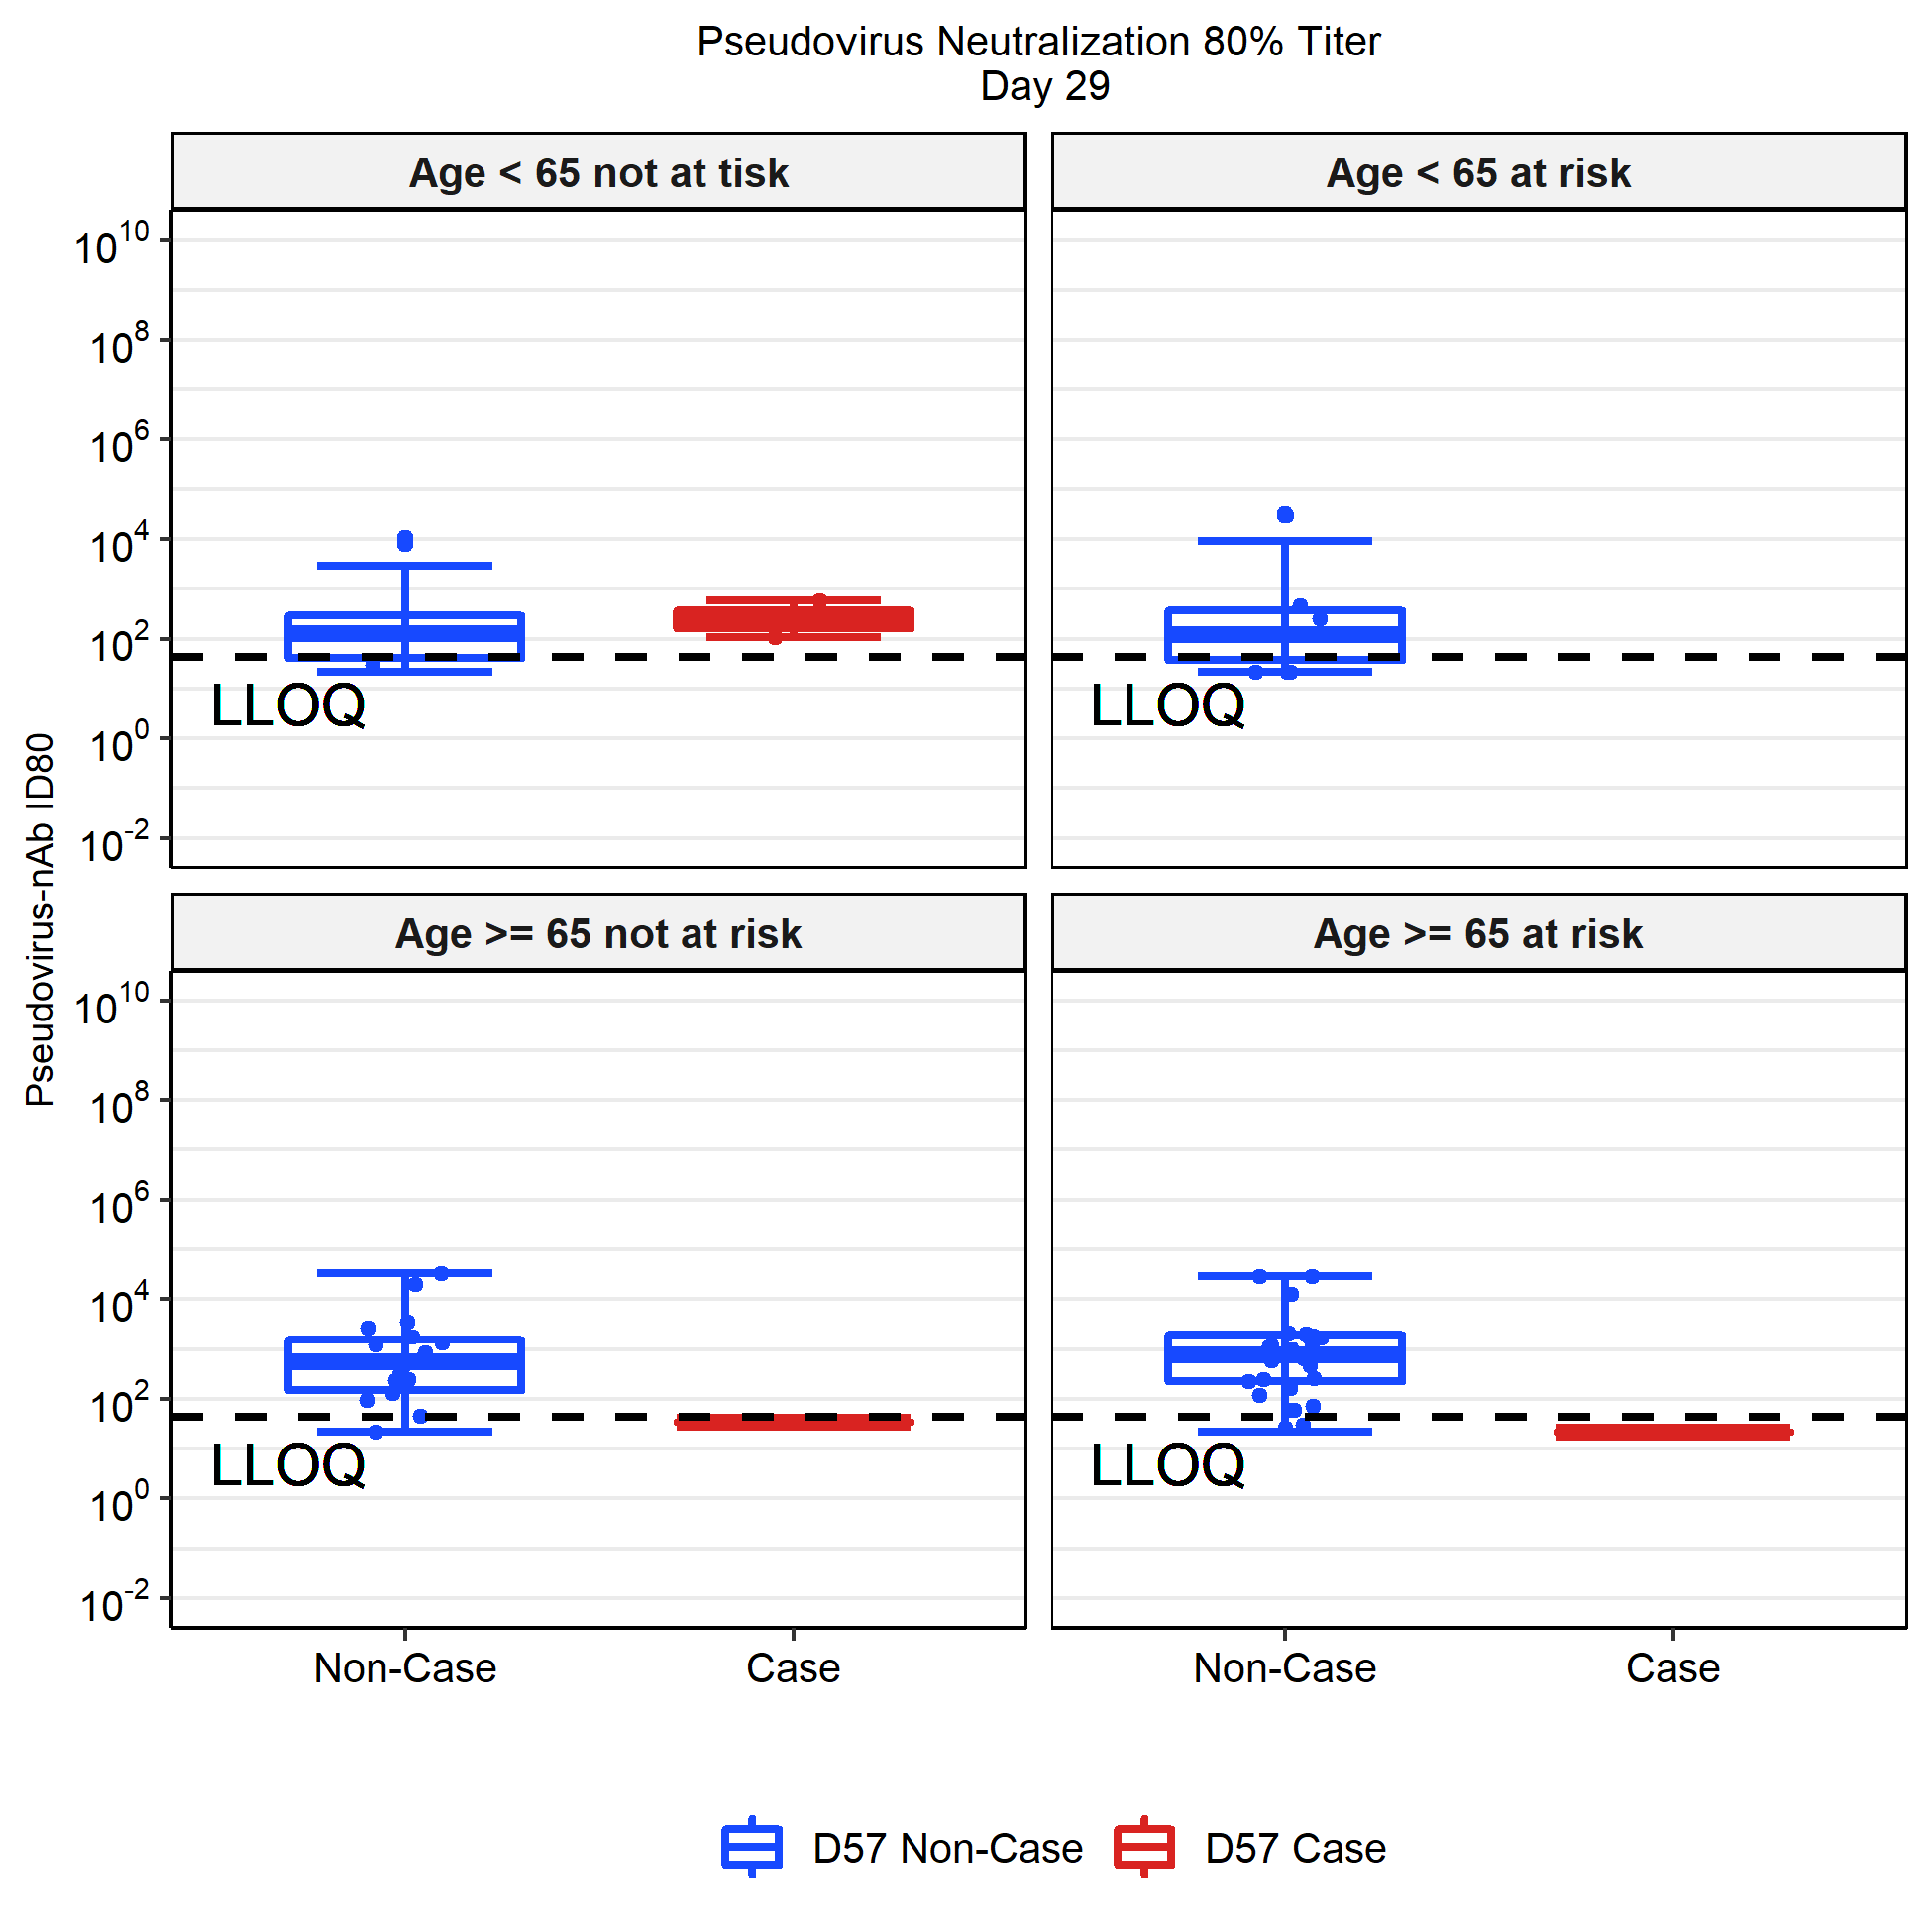 Pseudovirus Neutralization 80% Titer
Day 29
Age < 65 not at tisk
Age < 65 at risk
10^10
10^8
10^6
10^4
10^2
10^0
10^-2
LLOQ
LLOQ
Pseudovirus-nAb ID80
Age >= 65 not at risk
Age >= 65 at risk
10^10
10^8
10^6
10^4
10^2
10^0
10^-2
LLOQ
LLOQ
Non-Case
Case
Non-Case
Case
D57 Non-Case
D57 Case